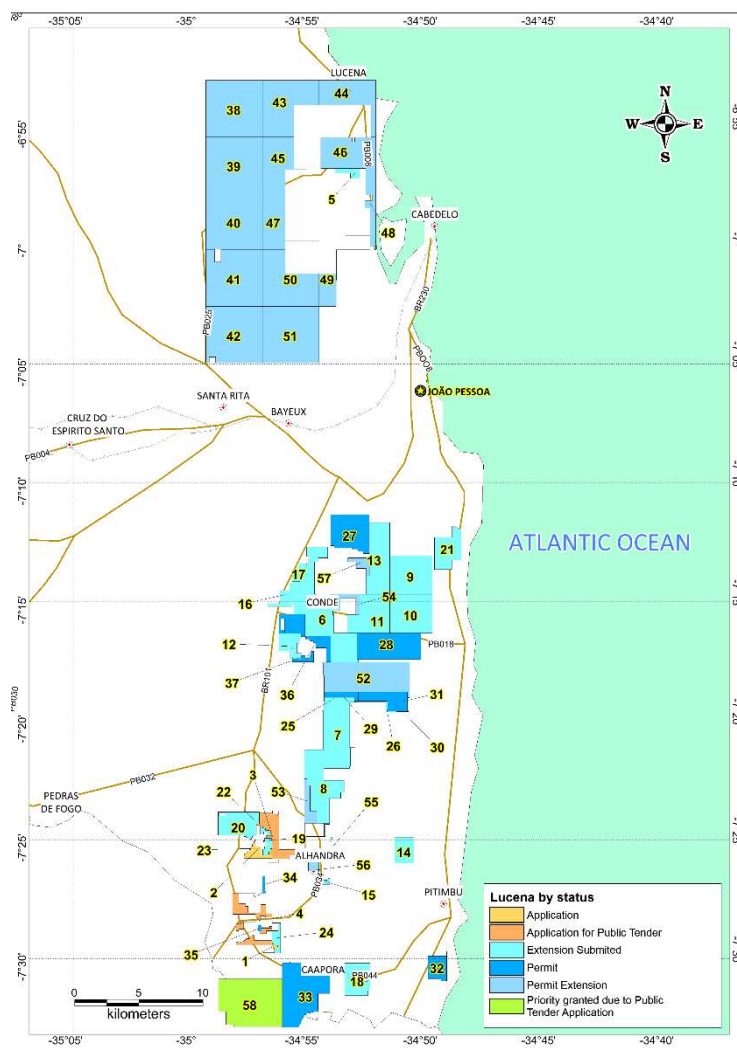 -35°05'
-35°
-34°55'
-34°50'
-34°45'
-34°40'
LUCENA
N
W
E
S
38
43
44
-6°55'
39
45
46
PB008
5
CABEDELO
40
47
48
-7°
41
50
49
BR230
PB025
42
51
PBO08
-7°05'
SANTA RITA
JOÃO PESSOA
BAYEUX
CRUZ DO
ESPIRITO SANTO
PB004
-7°10'
27
21
ATLANTIC OCEAN
13
17
57
9
16
54
-7°15'
CONDE
6
11
10
12
28
PB018
37
36
BR101
52
31
PB030
25
29
26
30
-7°20'
7
3
PB032
53
8
PEDRAS
DE FOGO
22
55
20
19
-7°25'
23
ALHANDRA
14
56
34
2
PB034
15
PITIMBU
4
24
35
1
-7°30'
CAAPORA
PB044
18
32
33
58
0
5
10
kilometers
Lucena by status
Application
Application for Public Tender
Extension Submited
Permit
Permit Extension
Priority granted due to Public
Tender Application
-35°05'
-35°
-34°55'
-34°50'
-34°45'
-34°40'